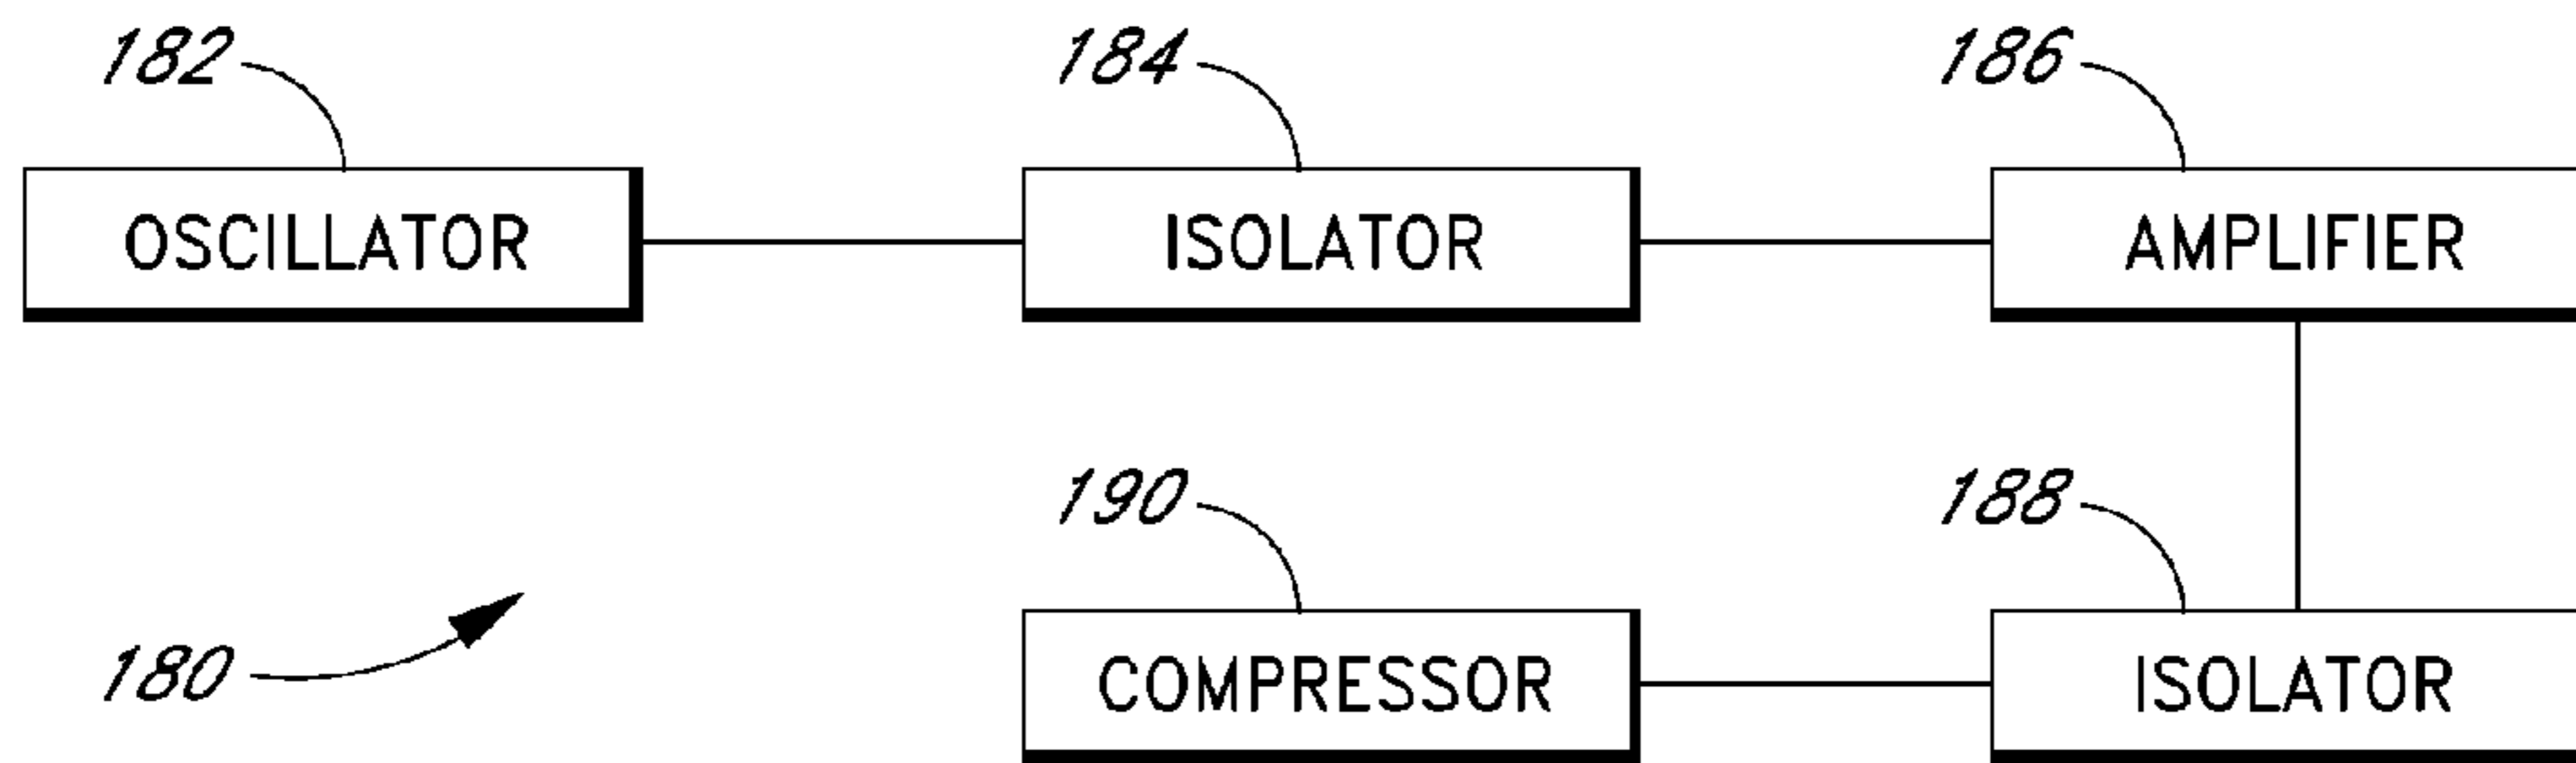 182 184 186
OSCILLATOR ISOLATOR AMPLIFIER
190 188
180 COMPRESSOR ISOLATOR